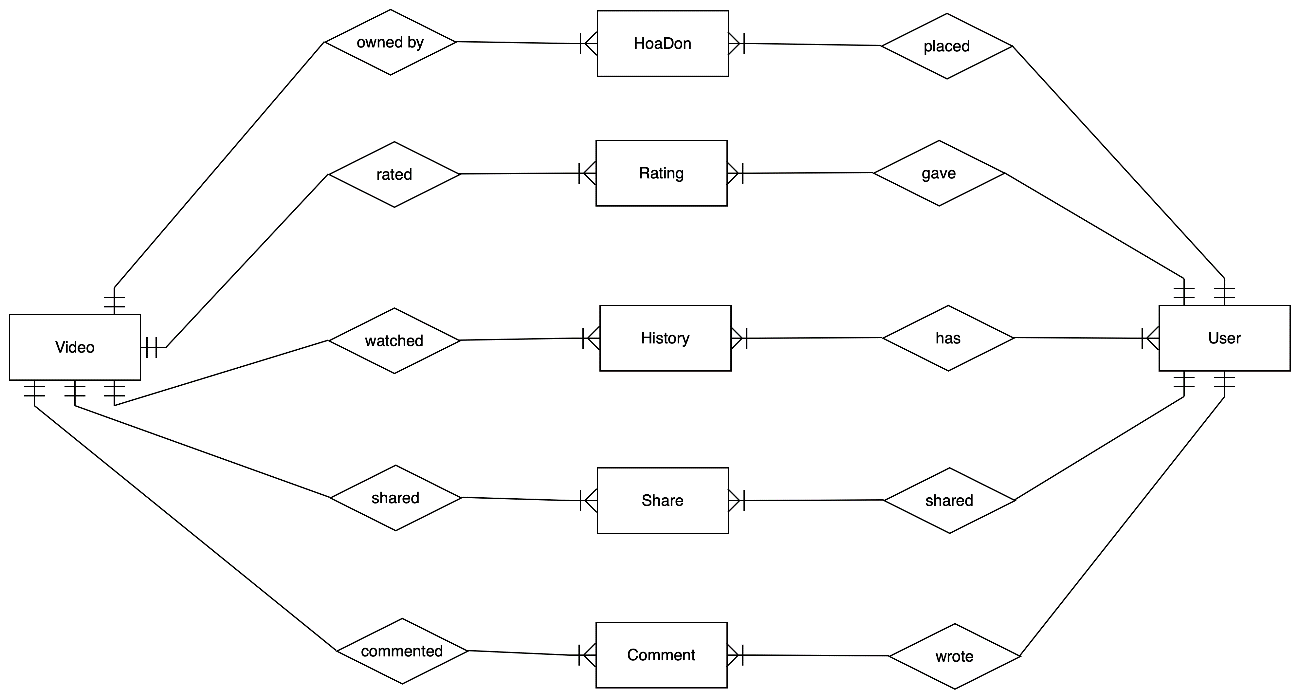 owned by
HoaDon
placed
rated
Rating
gave
Video
watched
History
has
User
shared
Share
shared
commented
Comment
wrote